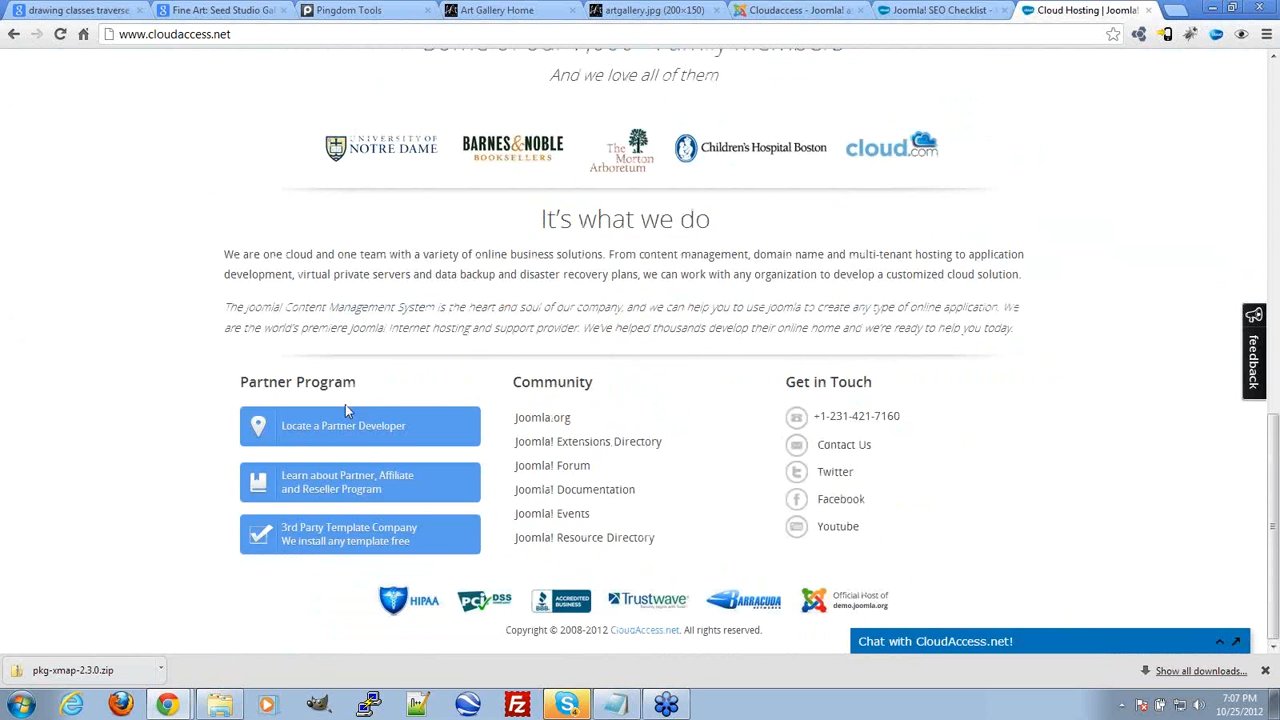 drawing classes traverse
Fine Art: Seed Studio Gal
Pingdom Tools
Art Gallery Home
artgallery.jpg (200×150)
Cloudaccess - Joomla! a
Joomla! SEO Checklist -
Cloud Hosting | Joomla!
www.cloudaccess.net
And we love all of them
UNIVERSITY OF
NOTRE DAME
BARNES&NOBLE
BOOKSELLERS
The
Morton
Arboretum
Children's Hospital Boston
cloud.com
It's what we do
We are one cloud and one team with a variety of online business solutions. From content management, domain name and multi-tenant hosting to application
development, virtual private servers and data backup and disaster recovery plans, we can work with any organization to develop a customized cloud solution.
The Joomla! Content Management System is the heart and soul of our company, and we can help you to use Joomla to create any type of online application. We
are the world's premiere Joomla! Internet hosting and support provider. We've helped thousands develop their online home and we're ready to help you today.
Partner Program
Locate a Partner Developer
Learn about Partner, Affiliate
and Reseller Program
3rd Party Template Company
We install any template free
Community
Joomla.org
Joomla! Extensions Directory
Joomla! Forum
Joomla! Documentation
Joomla! Events
Joomla! Resource Directory
Get in Touch
+1-231-421-7160
Contact Us
Twitter
Facebook
Youtube
feedback
HIPAA
PCI DSS
BBB
ACCREDITED
BUSINESS
Trustwave
BARRACUDA
NETWORKS
Official Host of
demo.joomla.org
Copyright © 2008-2012 CloudAccess.net. All rights reserved.
Chat with CloudAccess.net!
pkg-xmap-2.3.0.zip
Show all downloads...
7:07 PM
10/25/2012